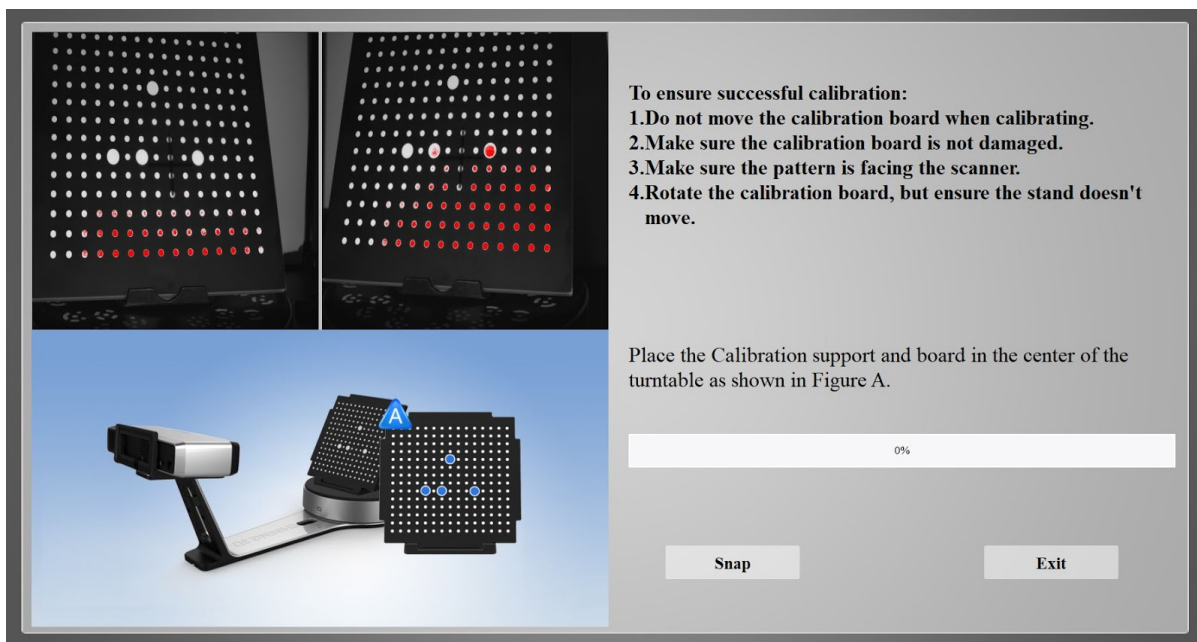 To ensure successful calibration:
1.Do not move the calibration board when calibrating.
2.Make sure the calibration board is not damaged.
3.Make sure the pattern is facing the scanner.
4.Rotate the calibration board, but ensure the stand doesn't
move.
A
Place the Calibration support and board in the center of the
turntable as shown in Figure A.
0%
Snap
Exit